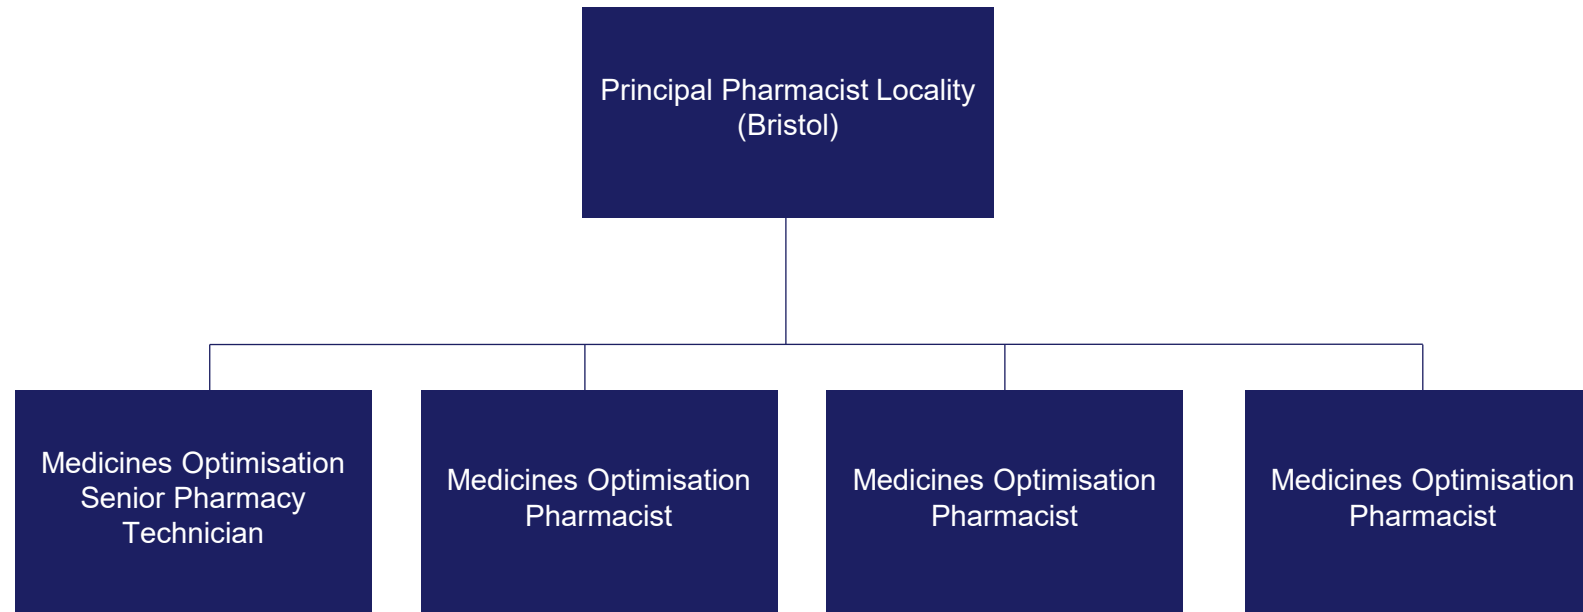 Principal Pharmacist Locality
(Bristol)
Medicines Optimisation
Senior Pharmacy
Technician
Medicines Optimisation
Pharmacist
Medicines Optimisation
Pharmacist
Medicines Optimisation
Pharmacist